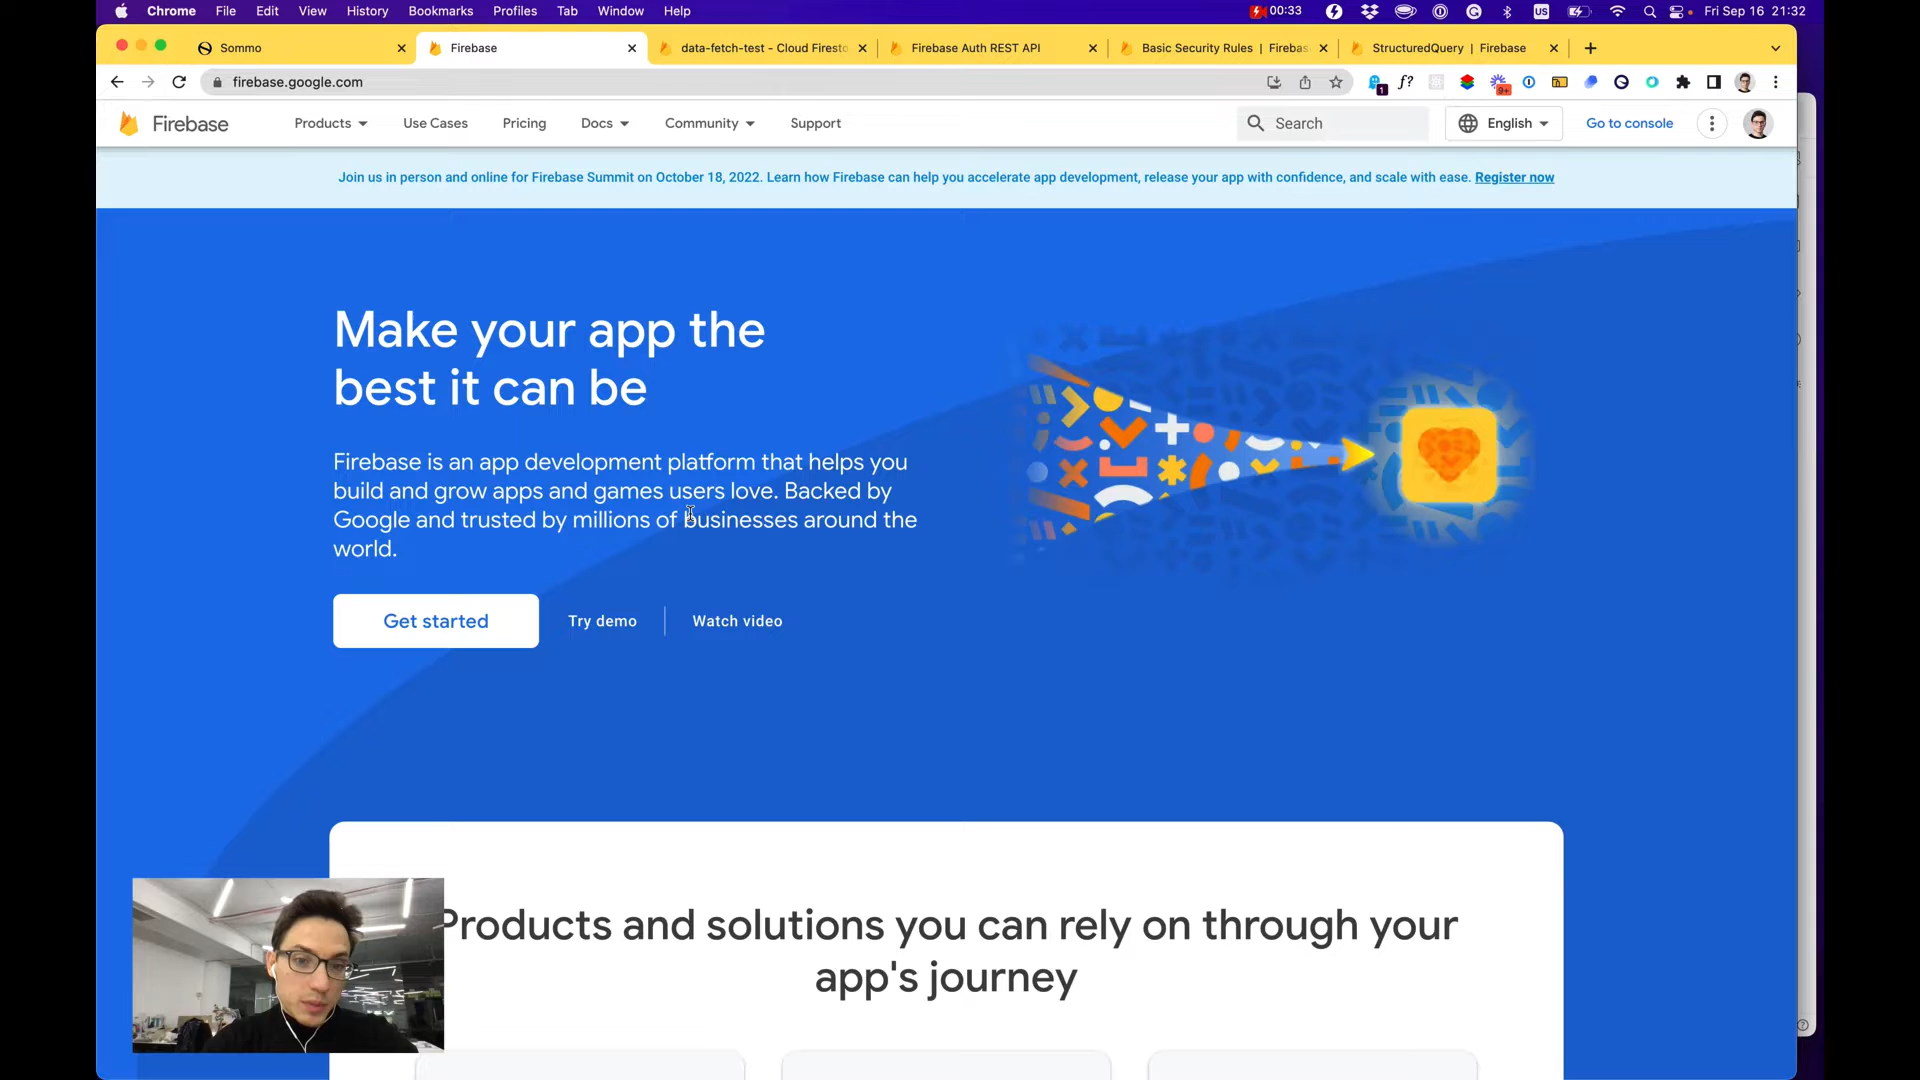 Chrome File Edit View History Bookmarks Profiles Tab Window Help 00:33 US Fri Sep 16 21:32
Sommo Firebase data-fetch-test - Cloud Firesto Firebase Auth REST API Basic Security Rules | Firebas StructuredQuery | Firebase
firebase.google.com 1 f? 9+
Firebase Products Use Cases Pricing Docs Community Support Search English Go to console
Join us in person and online for Firebase Summit on October 18, 2022. Learn how Firebase can help you accelerate app development, release your app with confidence, and scale with ease. Register now
Make your app the
best it can be
Firebase is an app development platform that helps you
build and grow apps and games users love. Backed by
Google and trusted by millions of businesses around the
world.
Get started Try demo Watch video
Products and solutions you can rely on through your
app's journey